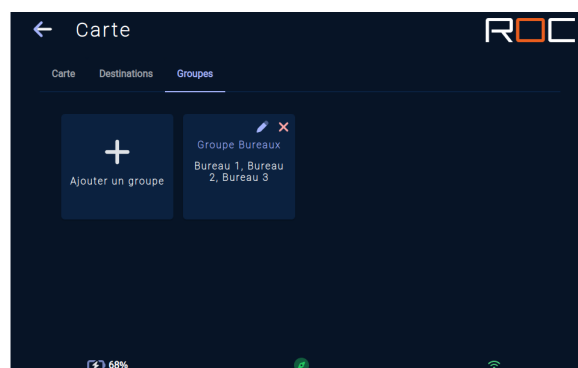 Carte
ROC
Carte
Destinations
Groupes
Ajouter un groupe
Groupe Bureaux
Bureau 1, Bureau
2, Bureau 3
68%